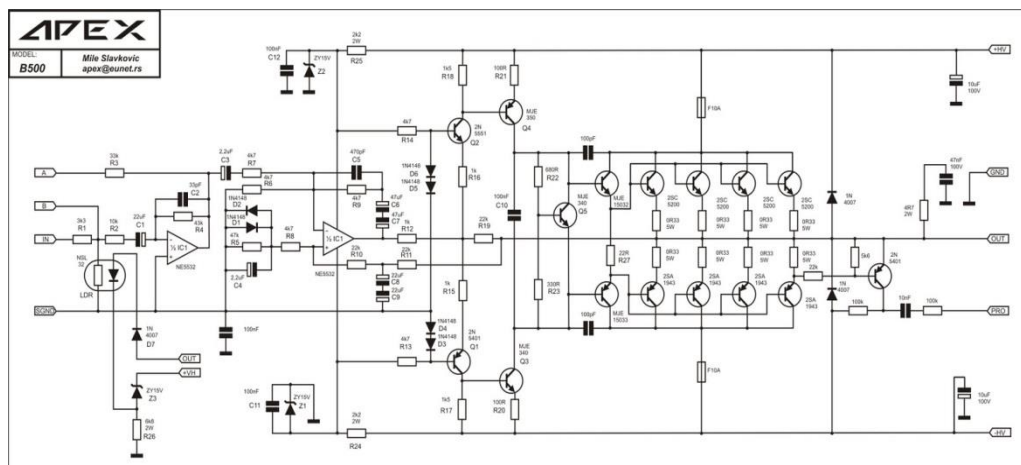 APEX
MODEL:
B500
Mile Slavkovic
apex@eunet.rs
100nF
C12
ZY15V
Z2
2k2
2W
R25
1k5
R18
100R
R21
MJE
350
Q4
+HV
10uF
100V
F10A
4k7
R14
2N
5551
Q2
33k
R3
2.2uF
C3
4k7
R7
4k7
R6
470pF
C5
4k7
R9
1N4148
D6
1N4148
D5
1k
R16
100pF
680R
R22
MJE
340
Q5
MJE
15032
2SC
5200
2SC
5200
2SC
5200
2SC
5200
1N
4007
47nF
100V
GND
A
B
IN
33pF
C2
43k
R4
3k3
R1
10k
R2
22uF
C1
½ IC1
NE5532
1N4148
D2
1N4148
D1
47k
R5
4k7
R8
2.2uF
C4
½ IC1
NE5532
47uF
C6
47uF
C7
1k
R12
22k
R10
22k
R11
22uF
C8
22uF
C9
100nF
C10
22k
R19
0R33
5W
0R33
5W
0R33
5W
0R33
5W
4R7
2W
OUT
22R
R27
0R33
5W
0R33
5W
0R33
5W
0R33
5W
NSL
32
LDR
1k
R15
330R
R23
MJE
15033
2SA
1943
2SA
1943
2SA
1943
2SA
1943
22k
5k6
2N
5401
1N
4007
100k
10nF
100k
PRO
SGND
100nF
1N
4007
D7
OUT
+VH
ZY15V
Z3
6k8
2W
R26
1N4148
D4
1N4148
D3
4k7
R13
2N
5401
Q1
100pF
MJE
340
Q3
100nF
C11
ZY15V
Z1
1k5
R17
100R
R20
F10A
10uF
100V
2k2
2W
R24
-HV